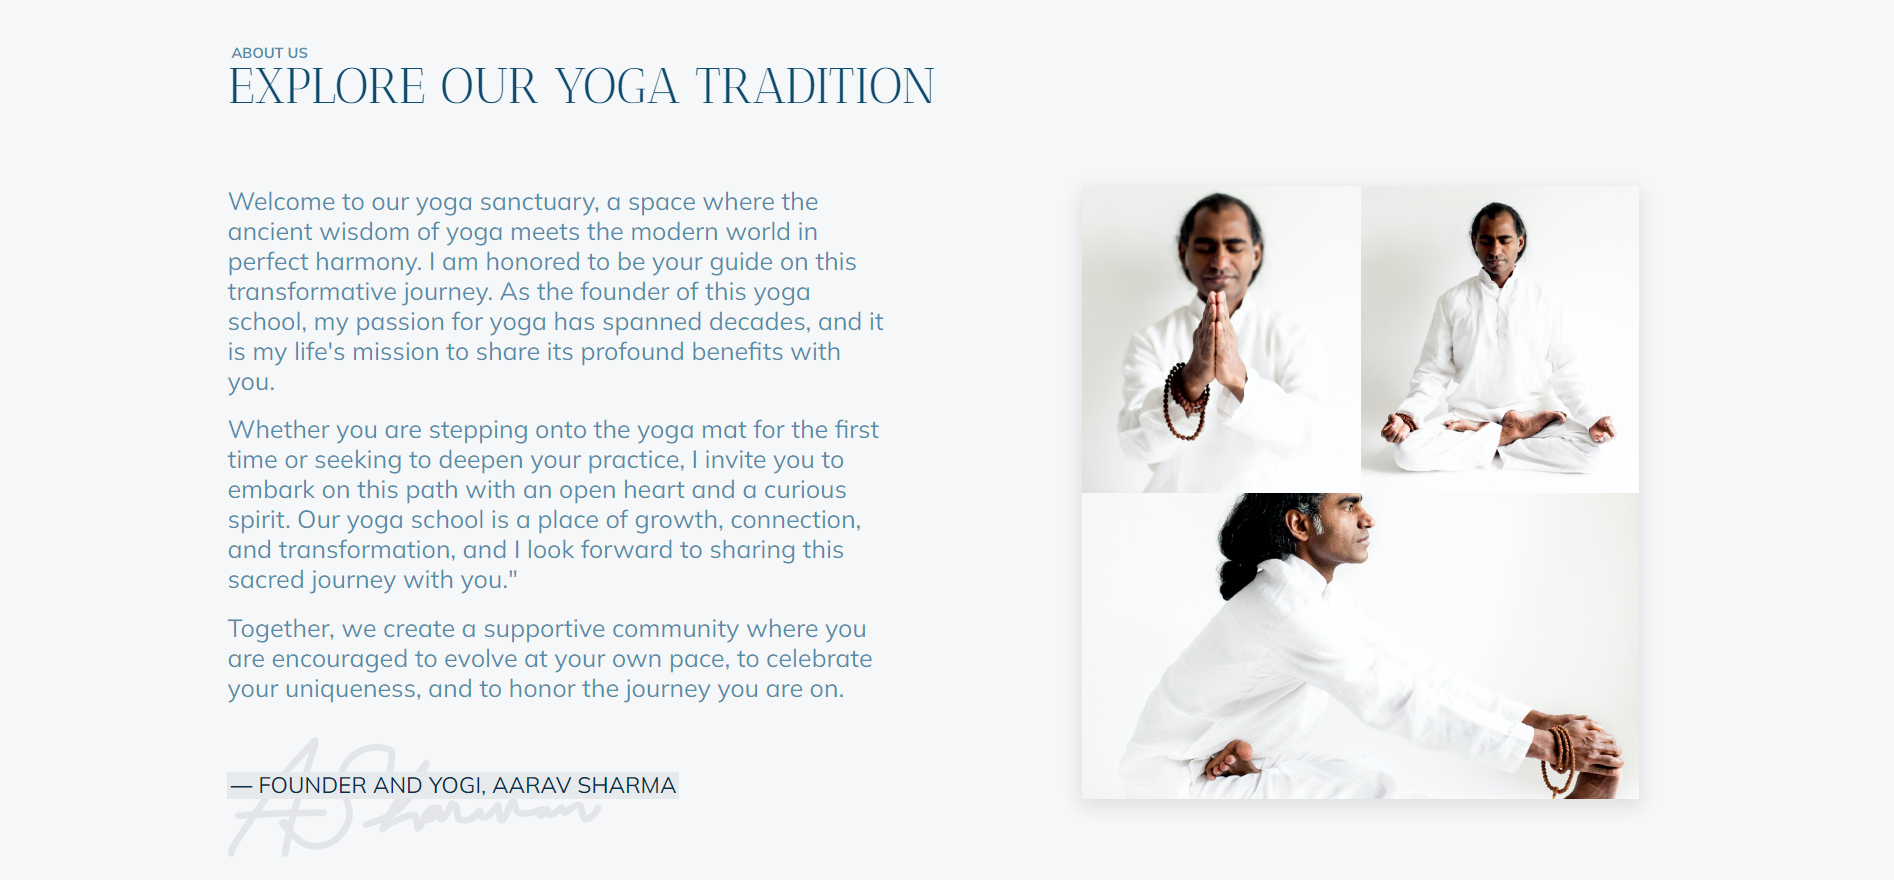 ABOUT US
EXPLORE OUR YOGA TRADITION
Welcome to our yoga sanctuary, a space where the
ancient wisdom of yoga meets the modern world in
perfect harmony. I am honored to be your guide on this
transformative journey. As the founder of this yoga
school, my passion for yoga has spanned decades, and it
is my life's mission to share its profound benefits with
you.
Whether you are stepping onto the yoga mat for the first
time or seeking to deepen your practice, I invite you to
embark on this path with an open heart and a curious
spirit. Our yoga school is a place of growth, connection,
and transformation, and I look forward to sharing this
sacred journey with you."
Together, we create a supportive community where you
are encouraged to evolve at your own pace, to celebrate
your uniqueness, and to honor the journey you are on.
— FOUNDER AND YOGI, AARAV SHARMA